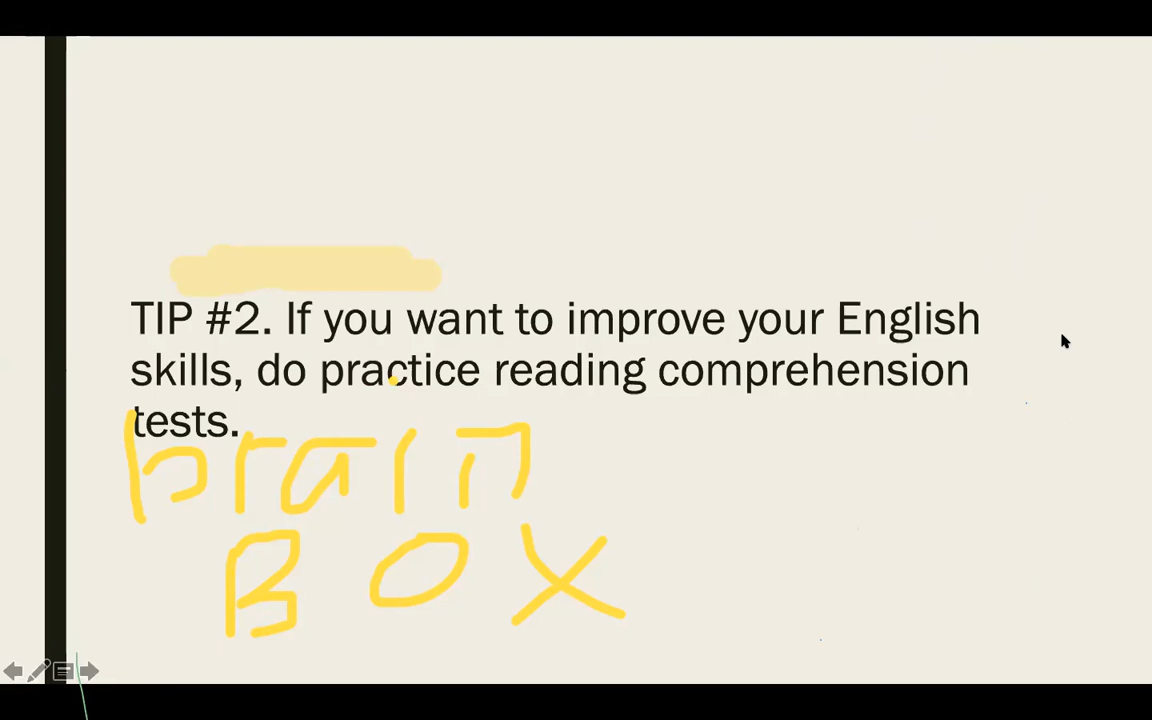 TIP #2. If you want to improve your English
skills, do practice reading comprehension
tests.
brain
BOX